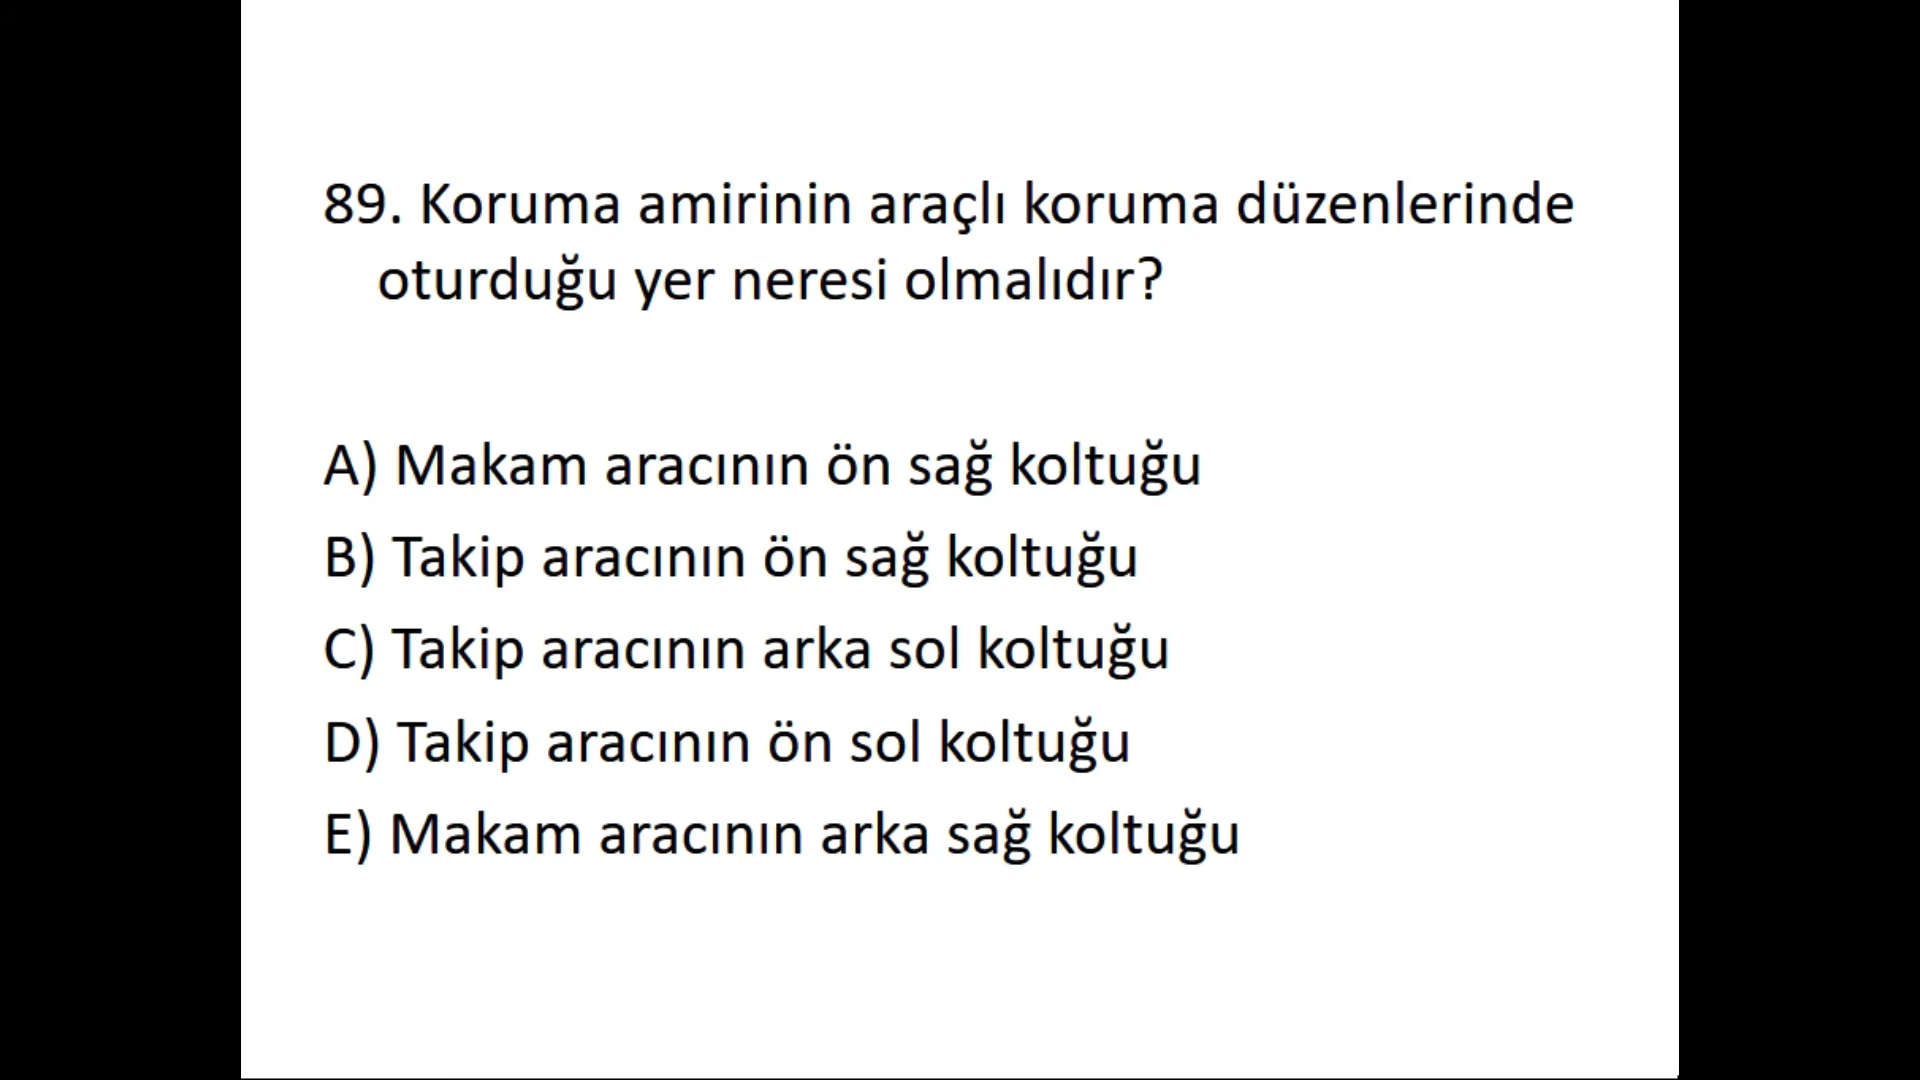 89. Koruma amirinin araçlı koruma düzenlerinde
oturduğu yer neresi olmalıdır?
A) Makam aracının ön sağ koltuğu
B) Takip aracının ön sağ koltuğu
C) Takip aracının arka sol koltuğu
D) Takip aracının ön sol koltuğu
E) Makam aracının arka sağ koltuğu